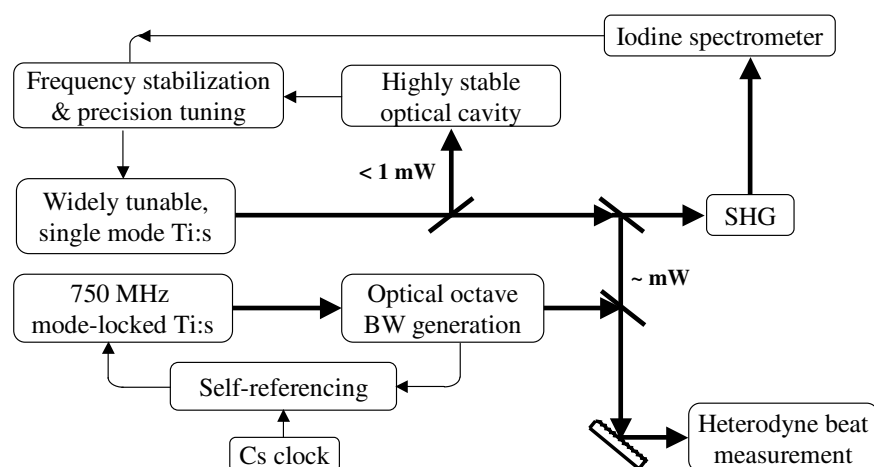 Iodine spectrometer
Frequency stabilization
& precision tuning
Highly stable
optical cavity
< 1 mW
Widely tunable,
single mode Ti:s
SHG
~ mW
750 MHz
mode-locked Ti:s
Optical octave
BW generation
Self-referencing
Cs clock
Heterodyne beat
measurement